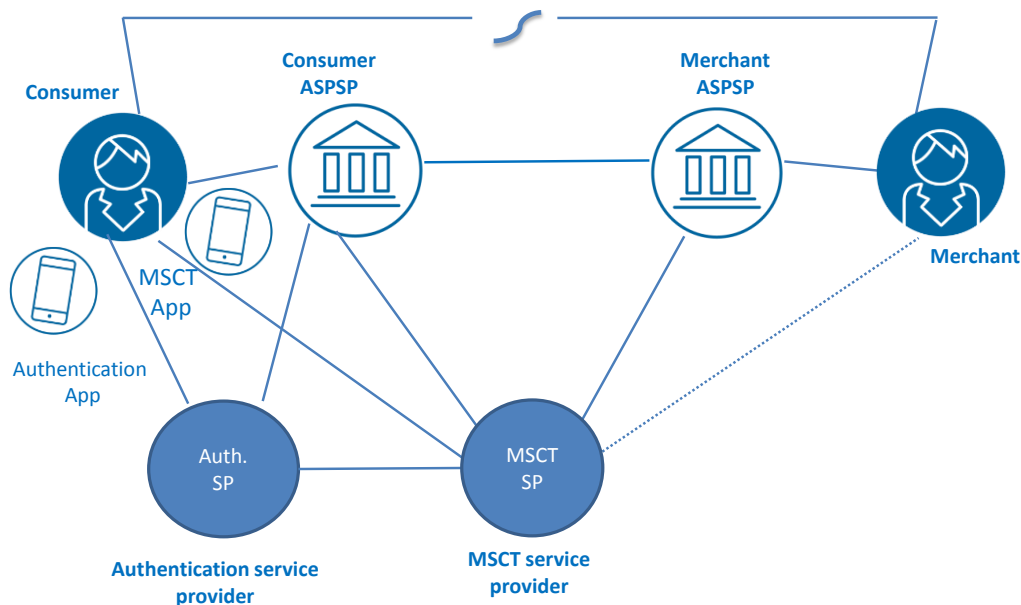 Consumer
Consumer
ASPSP
Merchant
ASPSP
MSCT
App
Merchant
Authentication
App
Auth.
SP
MSCT
SP
Authentication service
provider
MSCT service
provider